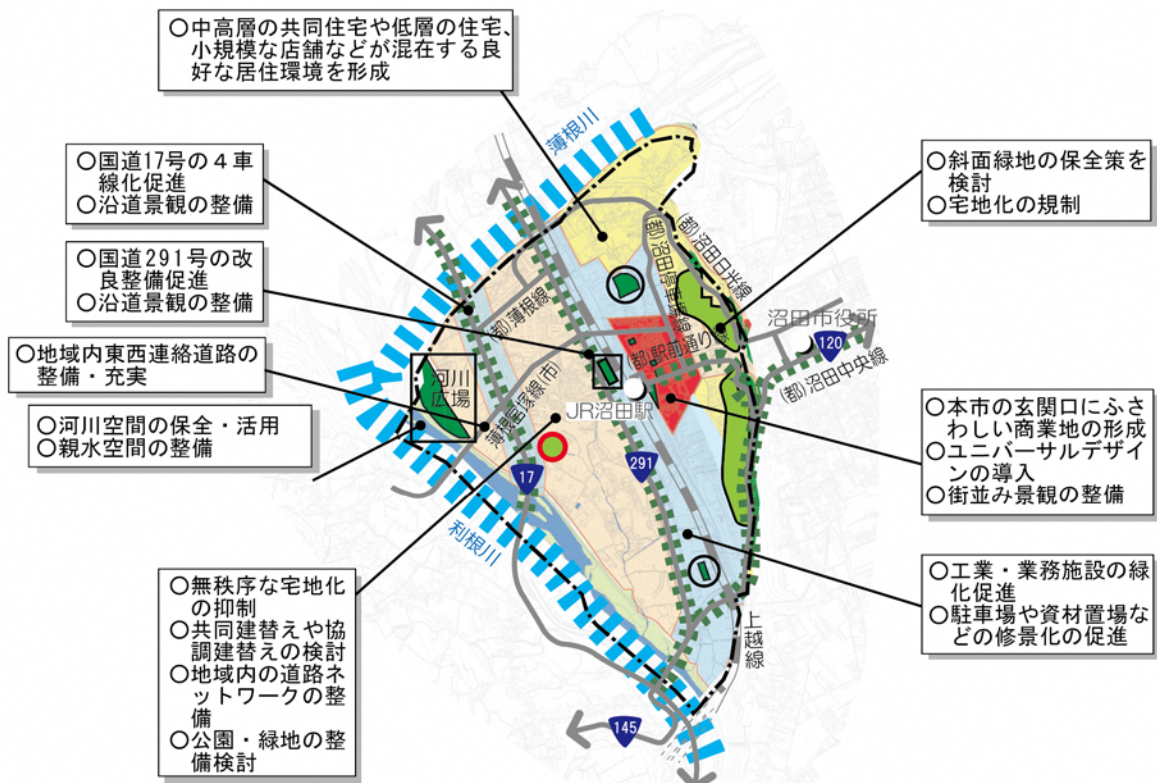 ○中高層の共同住宅や低層の住宅、
小規模な店舗などが混在する良
好な居住環境を形成
○国道17号の4車
線化促進
○沿道景観の整備
○国道291号の改
良整備促進
○沿道景観の整備
○地域内東西連絡道路の
整備・充実
○河川空間の保全・活用
○親水空間の整備
○無秩序な宅地化
の抑制
○共同建替えや協
調建替えの検討
○地域内の道路ネ
ットワークの整
備
○公園・緑地の整
備検討
○斜面緑地の保全策を
検討
○宅地化の規制
○本市の玄関口にふさ
わしい商業地の形成
○ユニバーサルデザイ
ンの導入
○街並み景観の整備
○工業・業務施設の緑
化促進
○駐車場や資材置場な
どの修景化の促進
薄根川
(都)沼田日光線
(都)沼田停車場線
(都)薄根線
(都)駅前通り
沼田市役所
120
(都)沼田中央線
河川
広場
薄根宮塚線(市)
JR沼田駅
17
291
利根川
上越線
145